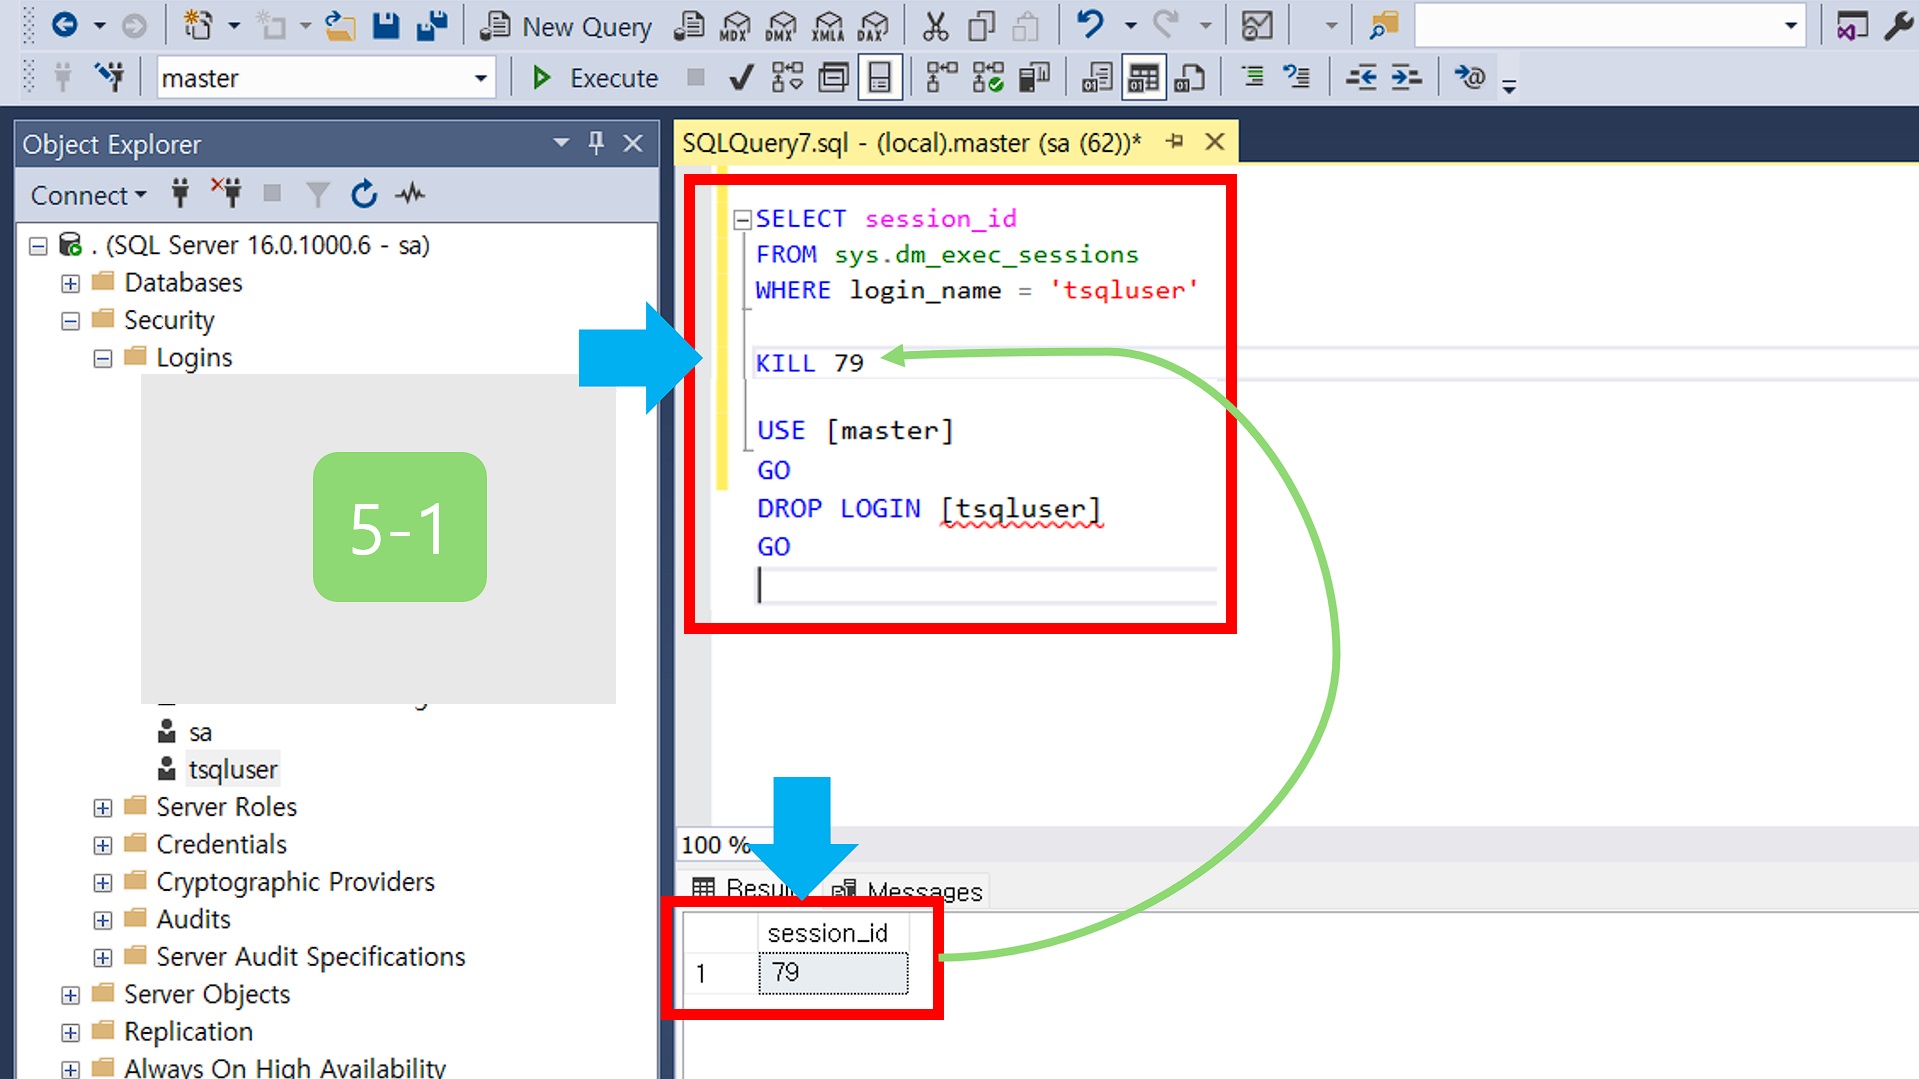 New Query
MDX
DMX
XMLA
DAX
master
Execute
Object Explorer
Connect
. (SQL Server 16.0.1000.6 - sa)
Databases
Security
Logins
5-1
sa
tsqluser
Server Roles
Credentials
Cryptographic Providers
Audits
Server Audit Specifications
Server Objects
Replication
Always On High Availability
SQLQuery7.sql - (local).master (sa (62))*
SELECT session_id
FROM sys.dm_exec_sessions
WHERE login_name = 'tsqluser'
KILL 79
USE [master]
GO
DROP LOGIN [tsqluser]
GO
100 %
Results
Messages
session_id
1 79